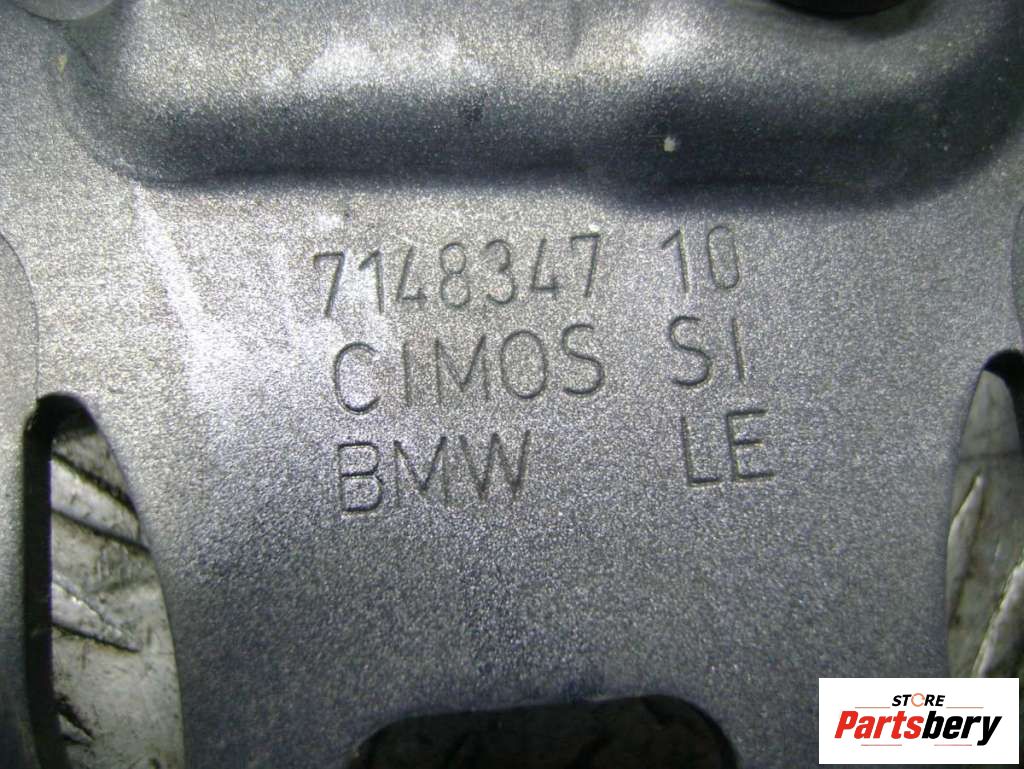 7148347 10
CIMOS SI
BMW LE
STORE
Partsbery